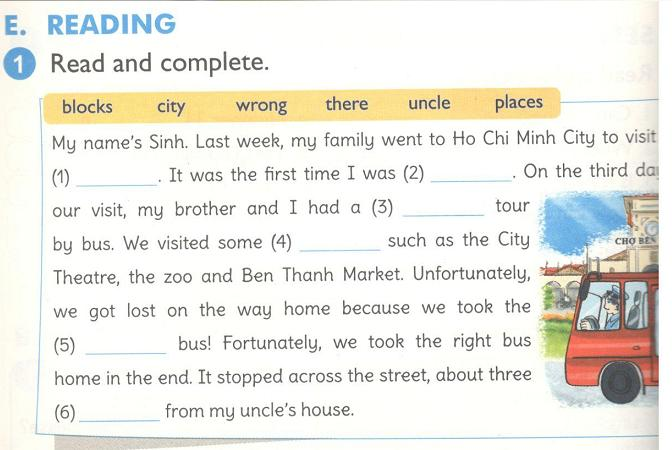 E. READING
1 Read and complete.
blocks city wrong there uncle places
My name's Sinh. Last week, my family went to Ho Chi Minh City to visit
(1) ________. It was the first time I was (2) ________. On the third
our visit, my brother and I had a (3) ________ tour
by bus. We visited some (4) ________ such as the City
CHỢ BẾN
Theatre, the zoo and Ben Thanh Market. Unfortunately,
we got lost on the way home because we took the
(5) ________ bus! Fortunately, we took the right bus
home in the end. It stopped across the street, about three
(6) ________ from my uncle's house.